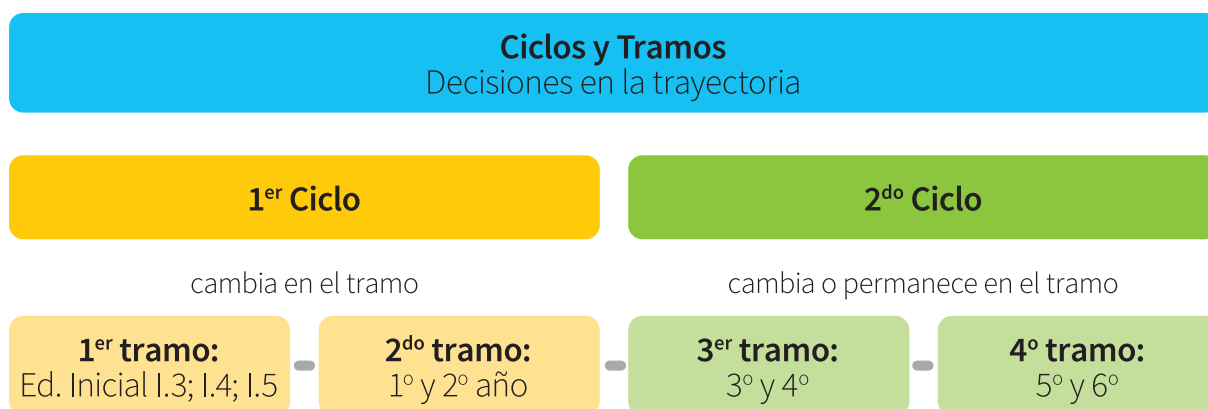 Ciclos y Tramos
Decisiones en la trayectoria
1er Ciclo
2do Ciclo
cambia en el tramo
cambia o permanece en el tramo
1er tramo:
Ed. Inicial I.3; I.4; I.5
2do tramo:
1º y 2º año
3er tramo:
3º y 4º
4º tramo:
5º y 6º